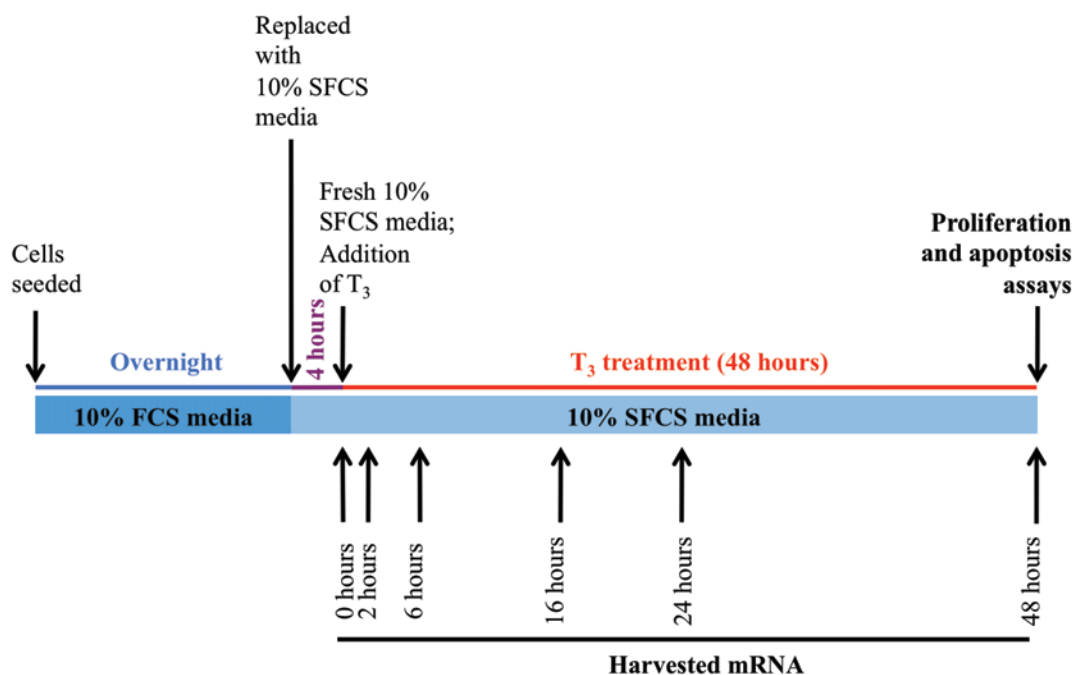 Replaced
with
10% SFCS
media
Fresh 10%
SFCS media;
Addition
of T₃
Cells
seeded
Proliferation
and apoptosis
assays
Overnight
4 hours
T₃ treatment (48 hours)
10% FCS media
10% SFCS media
0 hours
2 hours
6 hours
16 hours
24 hours
48 hours
Harvested mRNA